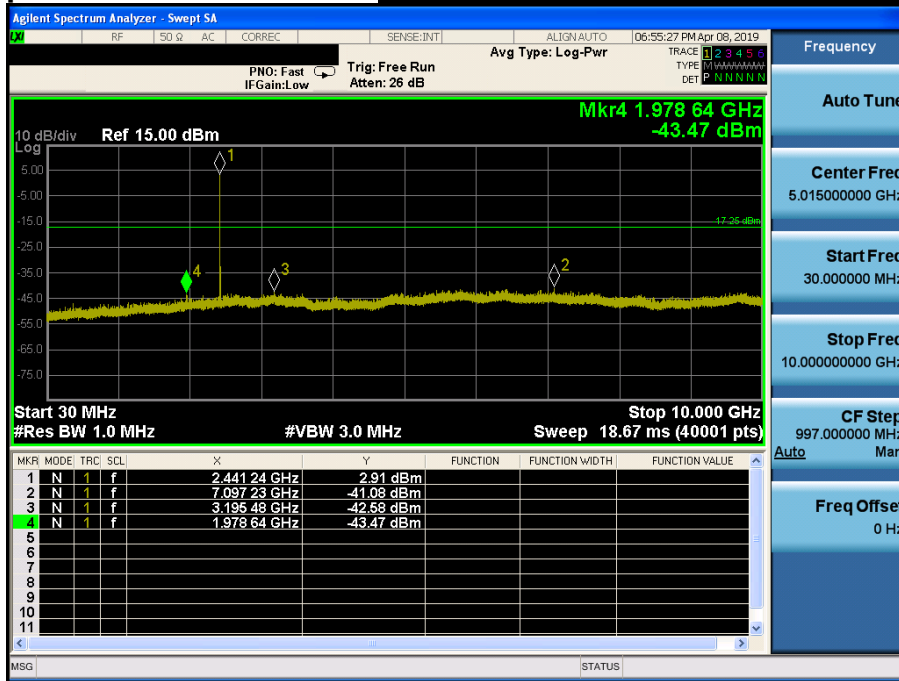 Agilent Spectrum Analyzer - Swept SA
LXI RF 50 Ω AC CORREC SENSE:INT ALIGNAUTO 06:55:27 PM Apr 08, 2019
Avg Type: Log-Pwr TRACE 1 2 3 4 5 6
PNO: Fast Trig: Free Run TYPE M WWWWW
IFGain:Low Atten: 26 dB DET P N N N N N
Mkr4 1.978 64 GHz
-43.47 dBm
10 dB/div Ref 15.00 dBm
Log
5.00
-5.00
-15.0
-25.0
-35.0
-45.0
-55.0
-65.0
-75.0
1
-17.25 dBm
4
3
2
Start 30 MHz Stop 10.000 GHz
#Res BW 1.0 MHz #VBW 3.0 MHz Sweep 18.67 ms (40001 pts)
MKR MODE TRC SCL X Y FUNCTION FUNCTION WIDTH FUNCTION VALUE
1 N 1 f 2.441 24 GHz 2.91 dBm
2 N 1 f 7.097 23 GHz -41.08 dBm
3 N 1 f 3.195 48 GHz -42.58 dBm
4 N 1 f 1.978 64 GHz -43.47 dBm
5
6
7
8
9
10
11
MSG STATUS
Frequency
Auto Tune
Center Freq
5.015000000 GHz
Start Freq
30.000000 MHz
Stop Freq
10.000000000 GHz
CF Step
997.000000 MHz
Auto Man
Freq Offset
0 Hz